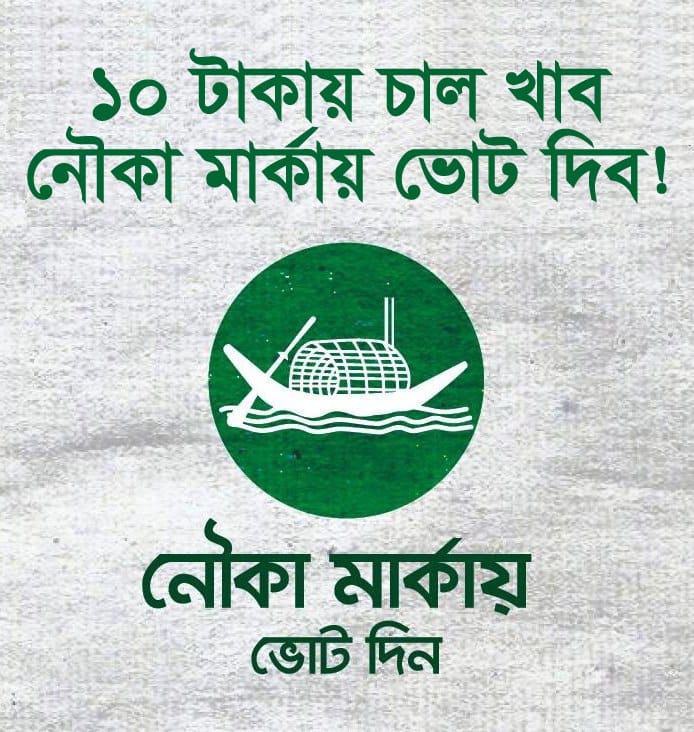 ১০ টাকায় চাল খাব
নৌকা মার্কায় ভোট দিব!
নৌকা মার্কায়
ভোট দিন